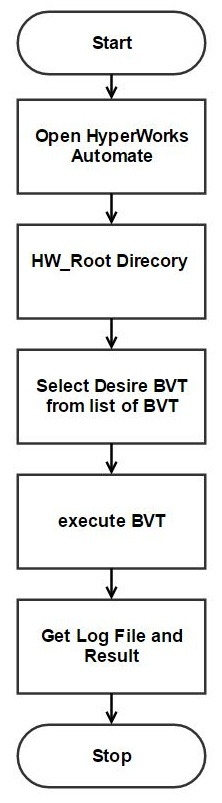 Start
Open HyperWorks
Automate
HW_Root Direcory
Select Desire BVT
from list of BVT
execute BVT
Get Log File and
Result
Stop